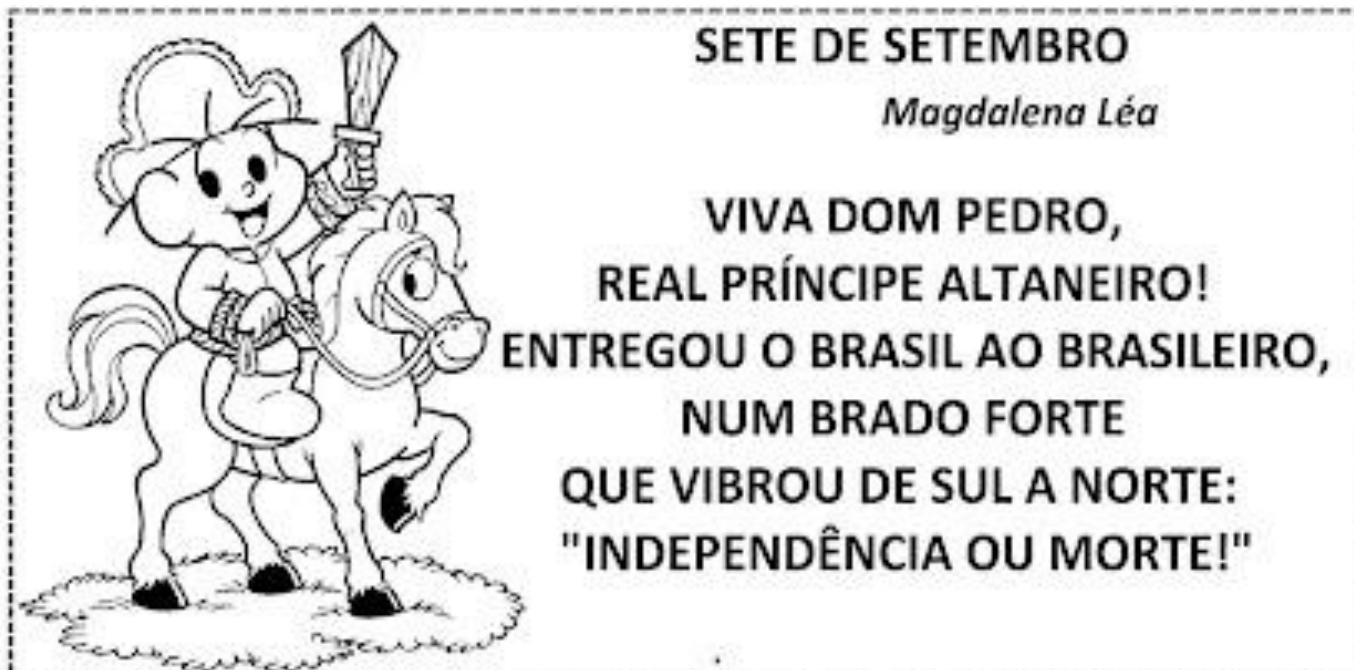 SETE DE SETEMBRO
Magdalena Léa
VIVA DOM PEDRO,
REAL PRÍNCIPE ALTANEIRO!
ENTREGOU O BRASIL AO BRASILEIRO,
NUM BRADO FORTE
QUE VIBROU DE SUL A NORTE:
"INDEPENDÊNCIA OU MORTE!"